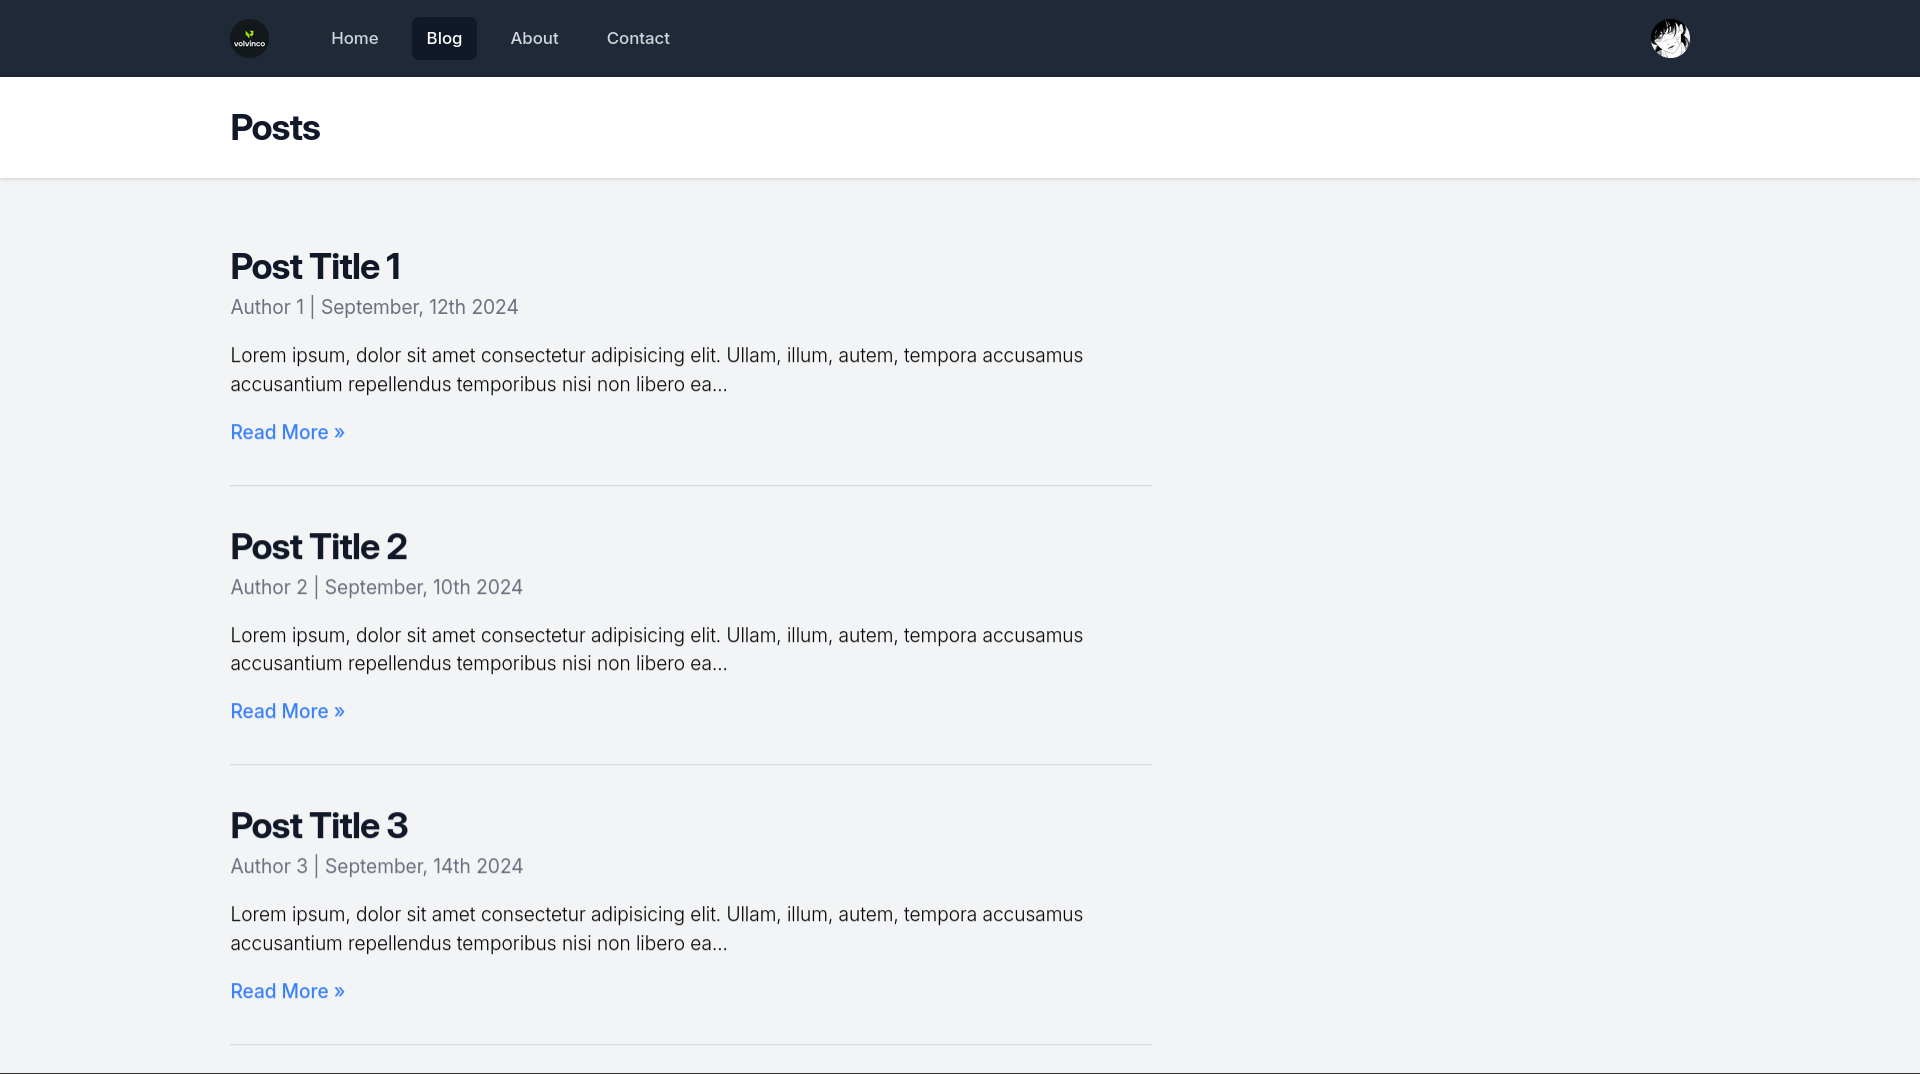 volvinco
Home
Blog
About
Contact
Posts
Post Title 1
Author 1 | September, 12th 2024
Lorem ipsum, dolor sit amet consectetur adipisicing elit. Ullam, illum, autem, tempora accusamus
accusantium repellendus temporibus nisi non libero ea...
Read More »
Post Title 2
Author 2 | September, 10th 2024
Lorem ipsum, dolor sit amet consectetur adipisicing elit. Ullam, illum, autem, tempora accusamus
accusantium repellendus temporibus nisi non libero ea...
Read More »
Post Title 3
Author 3 | September, 14th 2024
Lorem ipsum, dolor sit amet consectetur adipisicing elit. Ullam, illum, autem, tempora accusamus
accusantium repellendus temporibus nisi non libero ea...
Read More »